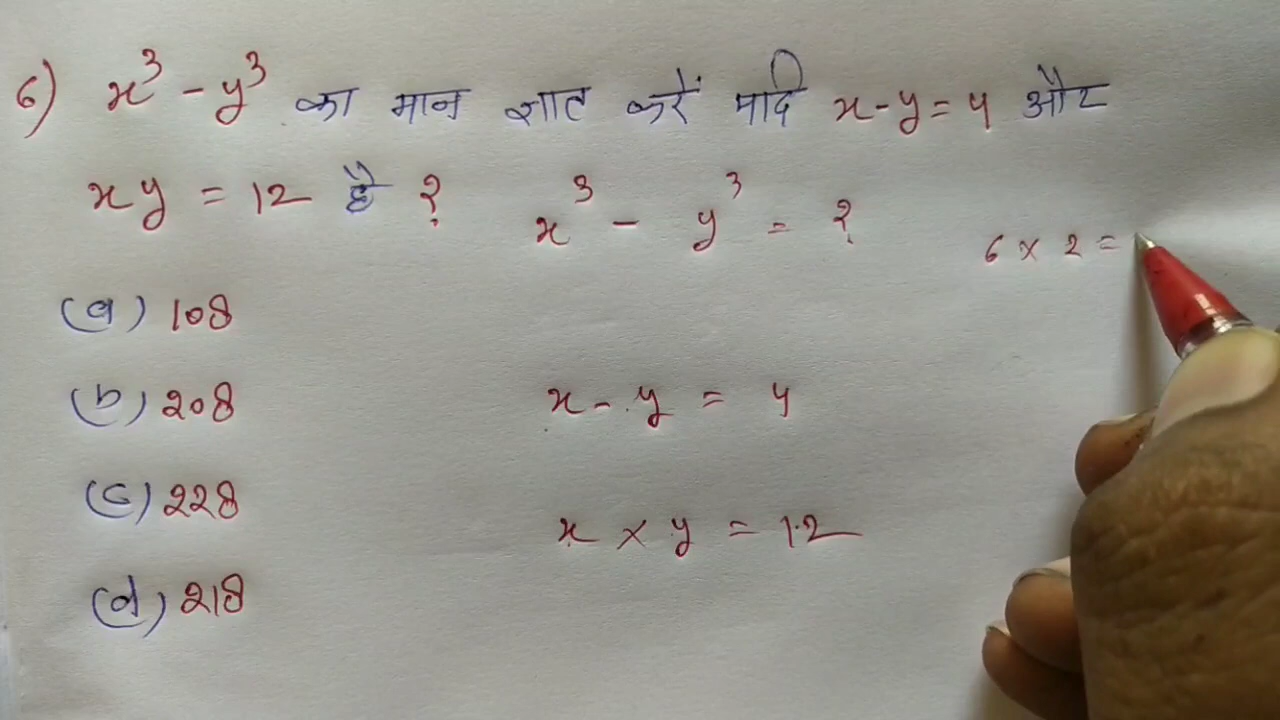 6) x³ - y³ का मान ज्ञात करें यदि x-y=4 और
xy = 12 है ?
x³ - y³ = ?
6 x 2 =
(a) 108
(b) 208
(c) 228
(d) 218
x - y = 4
x × y = 12